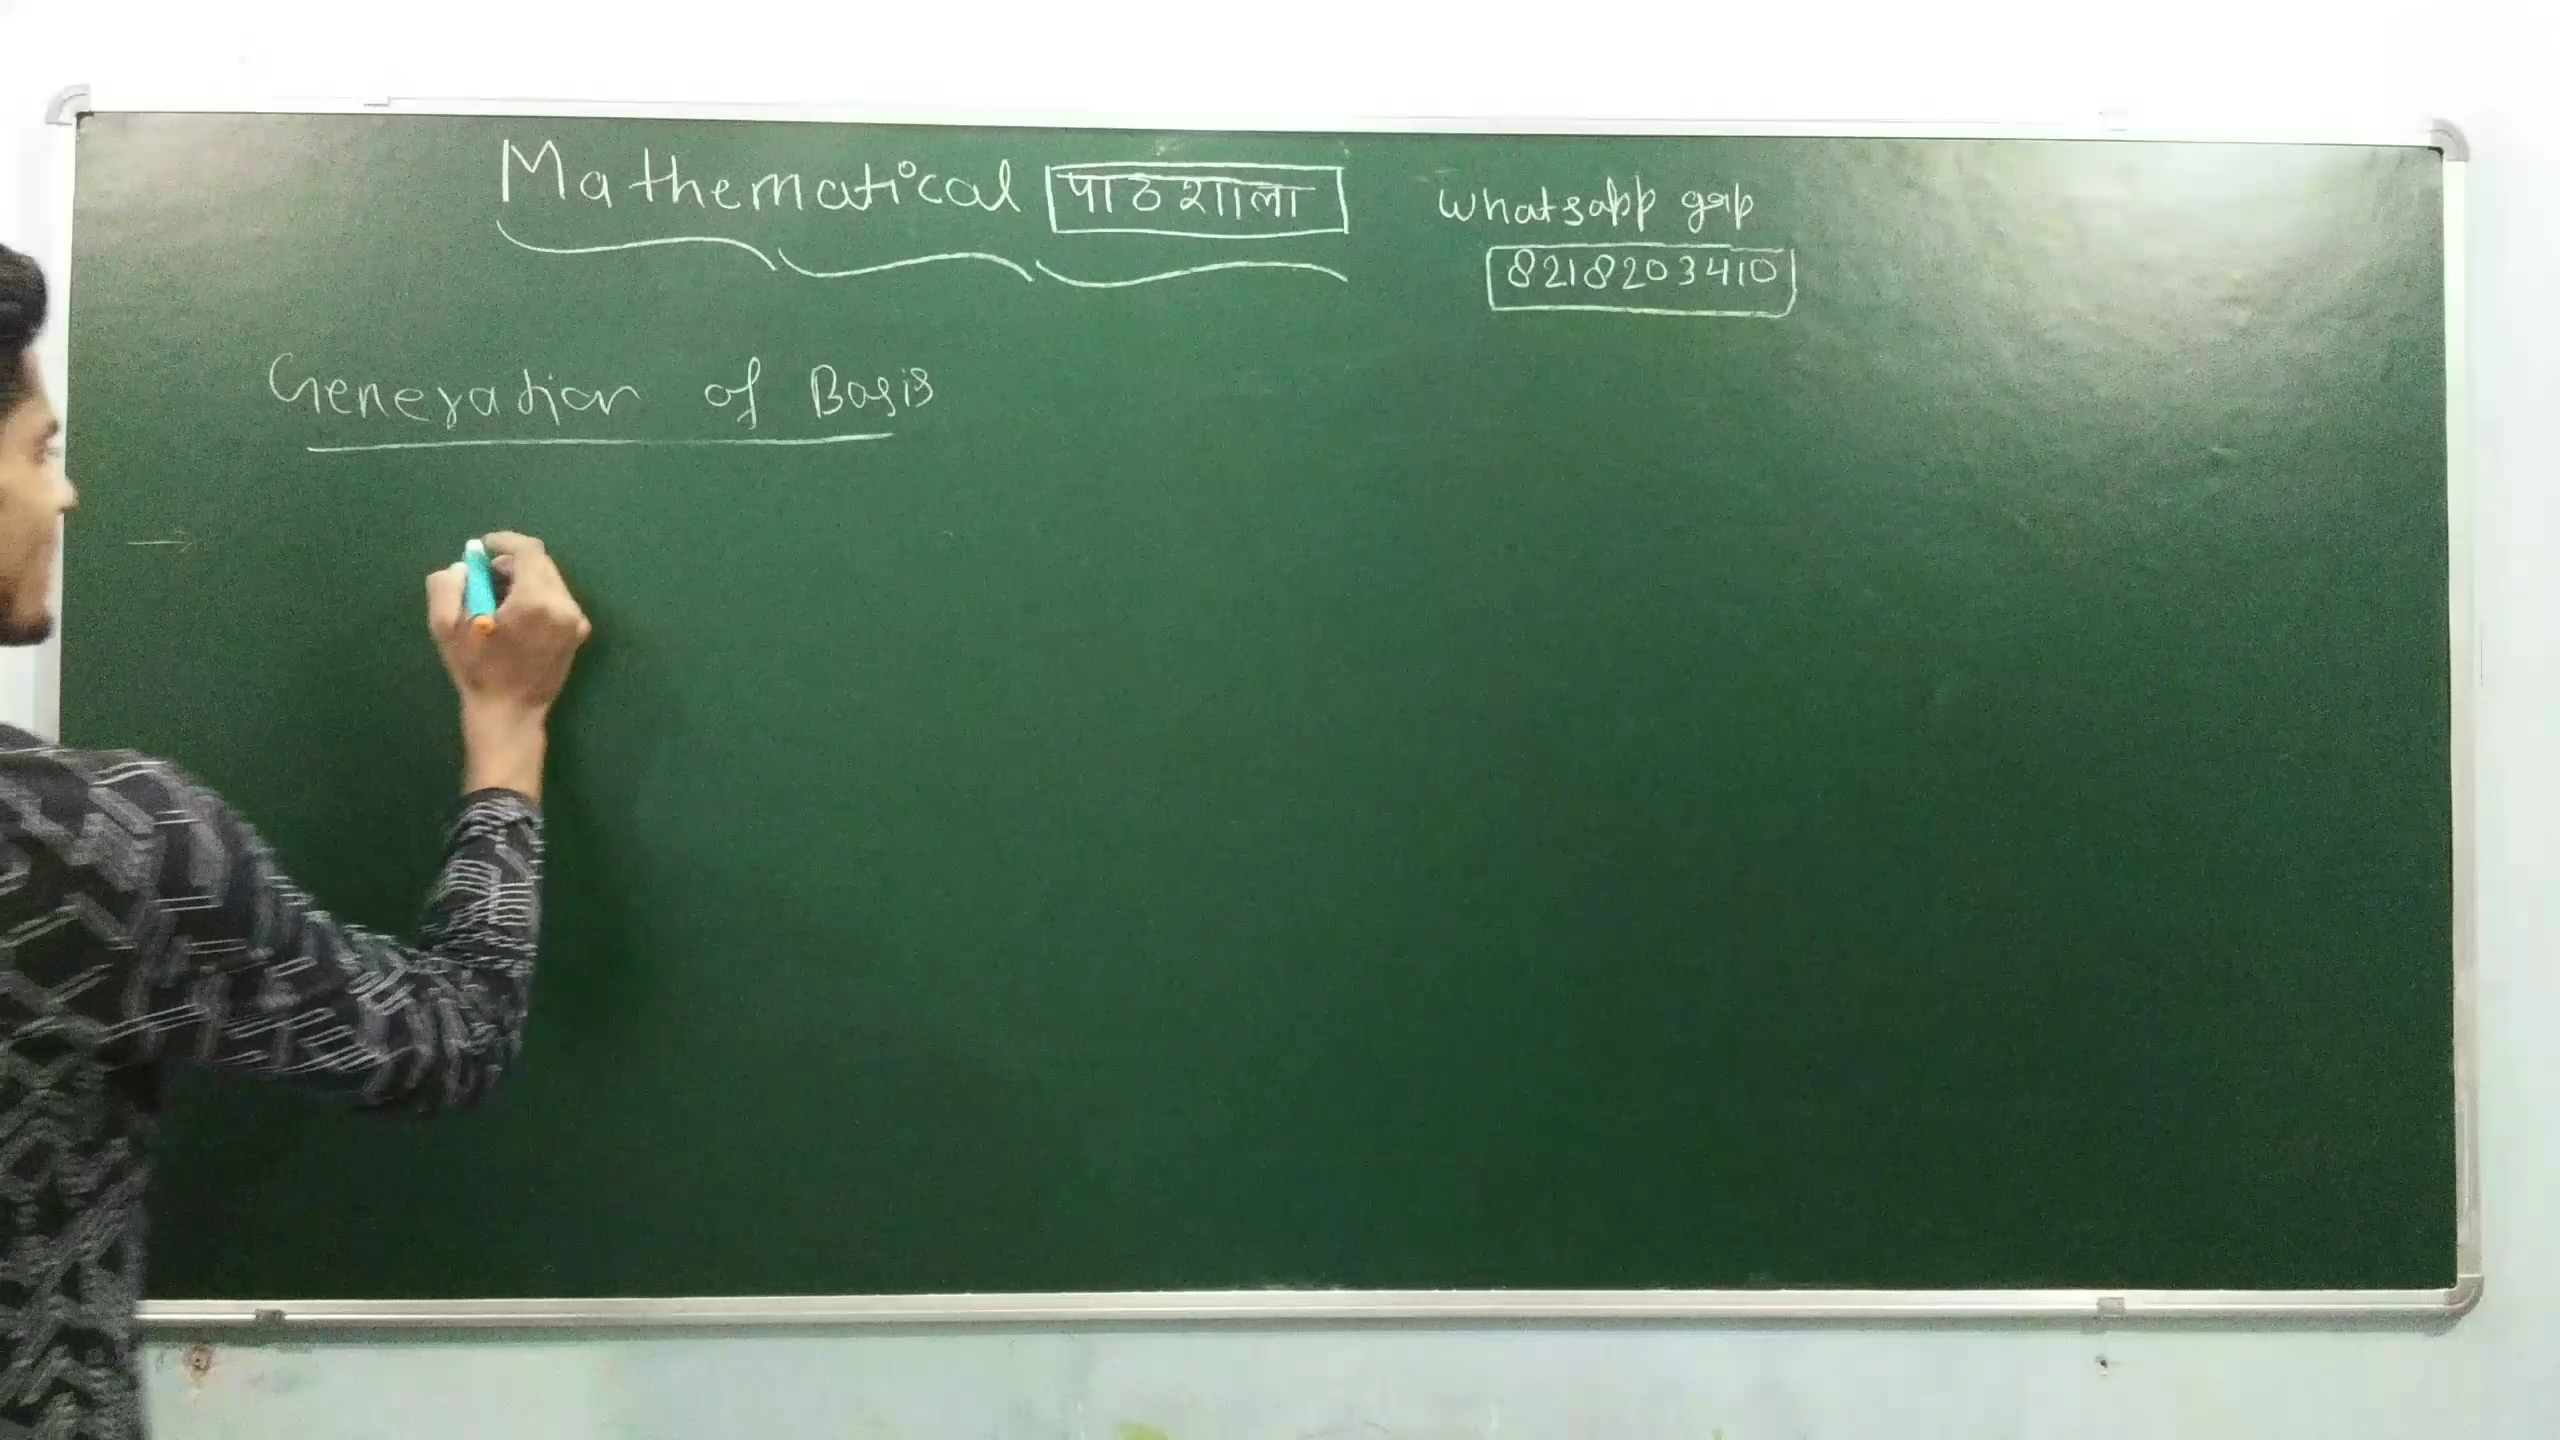 Mathematical पाठशाला
Whatsapp grp
8218203410
Generation of Basis